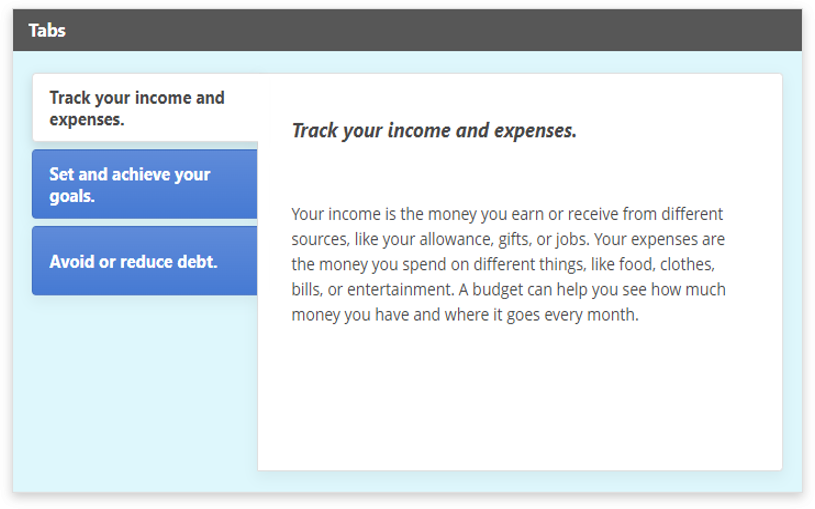 Tabs
Track your income and
expenses.
Set and achieve your
goals.
Avoid or reduce debt.
Track your income and expenses.
Your income is the money you earn or receive from different
sources, like your allowance, gifts, or jobs. Your expenses are
the money you spend on different things, like food, clothes,
bills, or entertainment. A budget can help you see how much
money you have and where it goes every month.